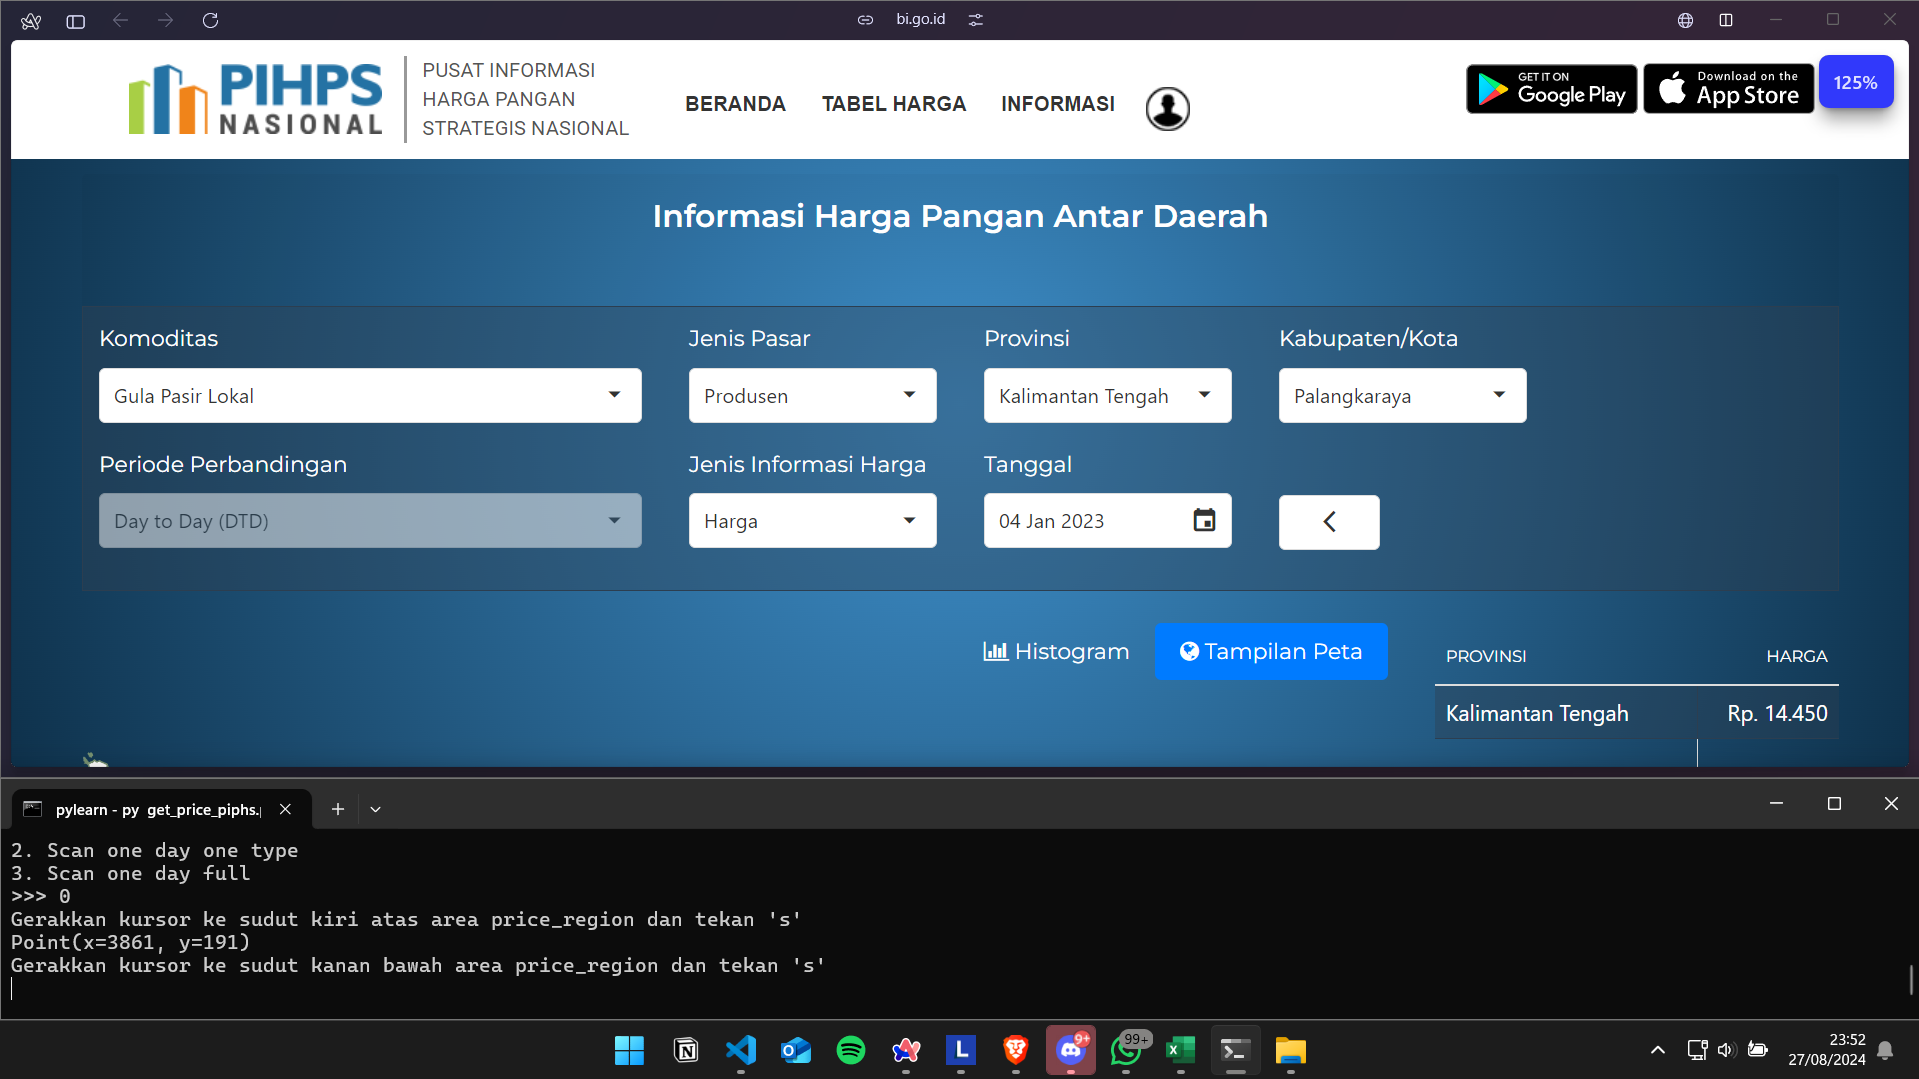 bi.go.id
PIHPS
NASIONAL
PUSAT INFORMASI
HARGA PANGAN
STRATEGIS NASIONAL
BERANDA
TABEL HARGA
INFORMASI
GET IT ON
Google Play
Download on the
App Store
125%
Informasi Harga Pangan Antar Daerah
Komoditas
Jenis Pasar
Provinsi
Kabupaten/Kota
Gula Pasir Lokal
Produsen
Kalimantan Tengah
Palangkaraya
Periode Perbandingan
Jenis Informasi Harga
Tanggal
Day to Day (DTD)
Harga
04 Jan 2023
Histogram
Tampilan Peta
PROVINSI
HARGA
Kalimantan Tengah
Rp. 14.450
pylearn - py get_price_piphs.
2. Scan one day one type
3. Scan one day full
>>> 0
Gerakkan kursor ke sudut kiri atas area price_region dan tekan 's'
Point(x=3861, y=191)
Gerakkan kursor ke sudut kanan bawah area price_region dan tekan 's'
L
9+
99+
23:52
27/08/2024